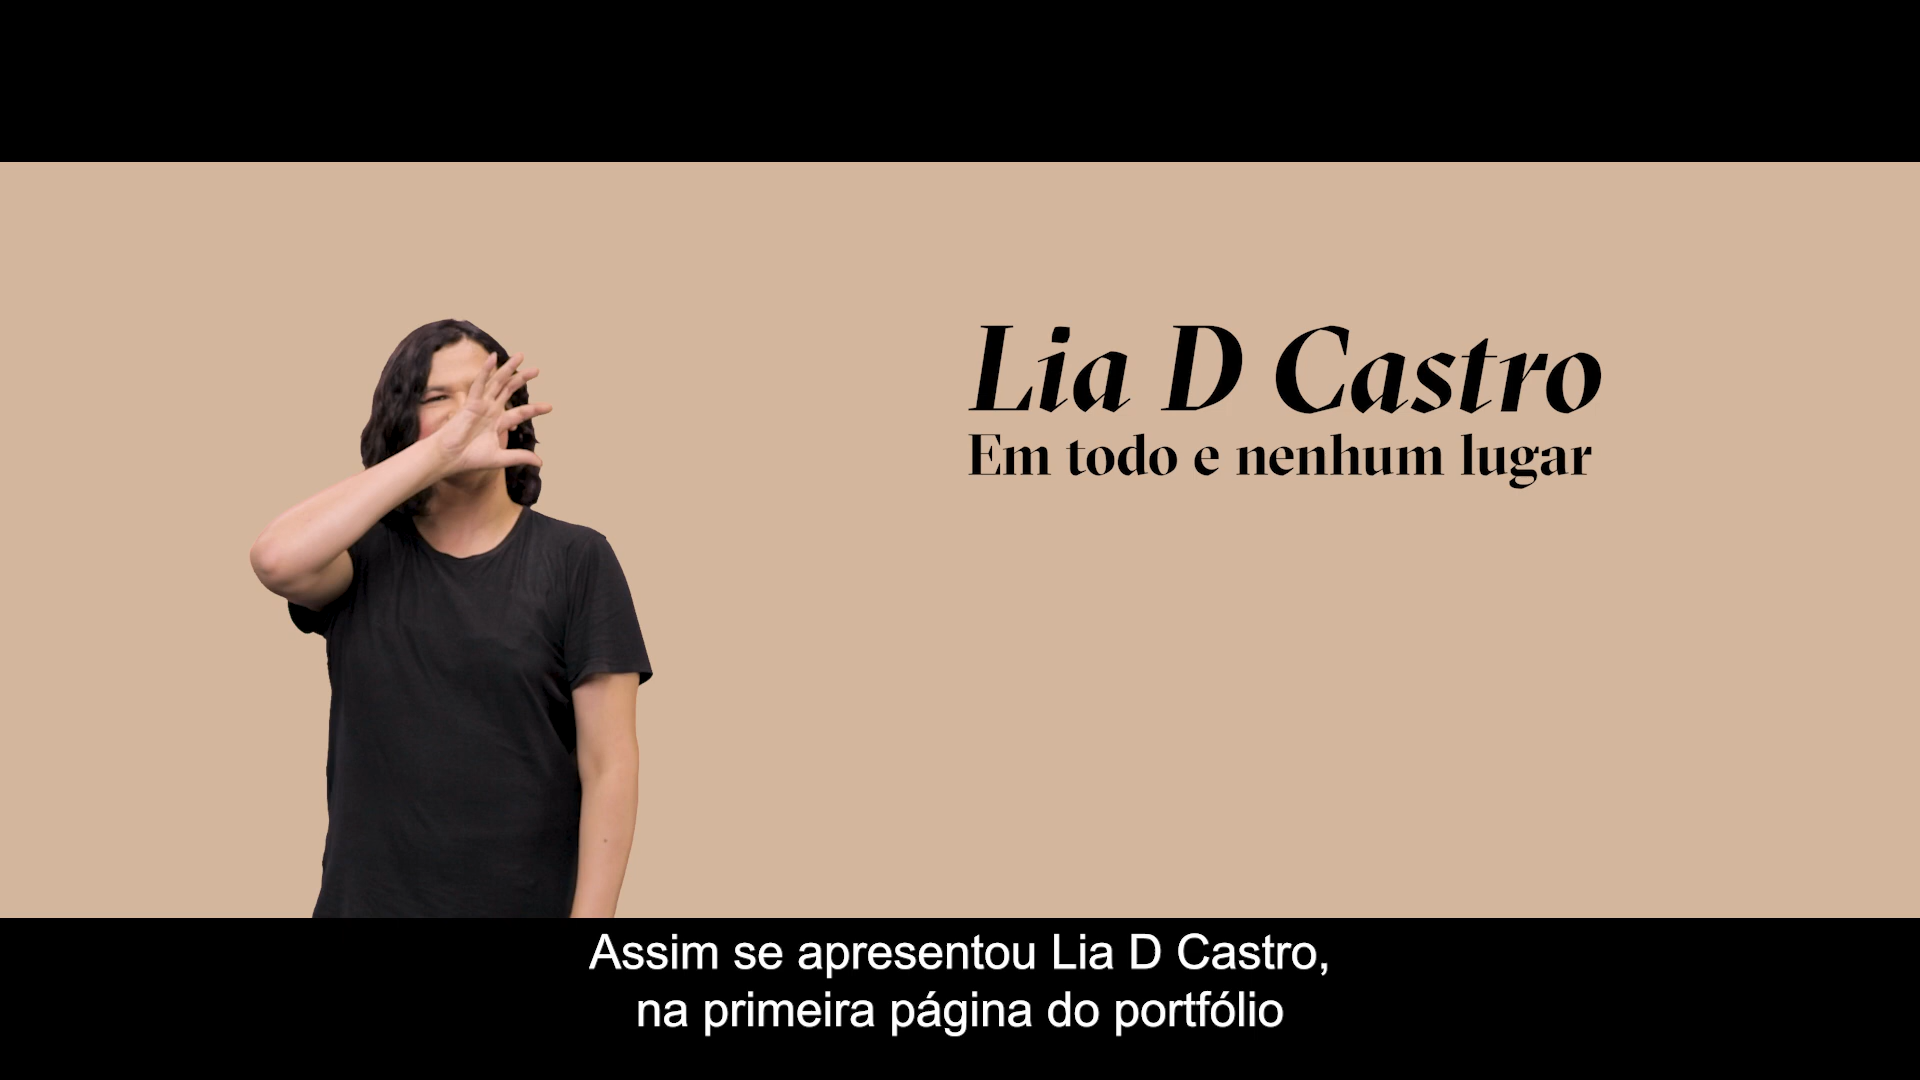 Lia D Castro
Em todo e nenhum lugar
Assim se apresentou Lia D Castro,
na primeira página do portfólio